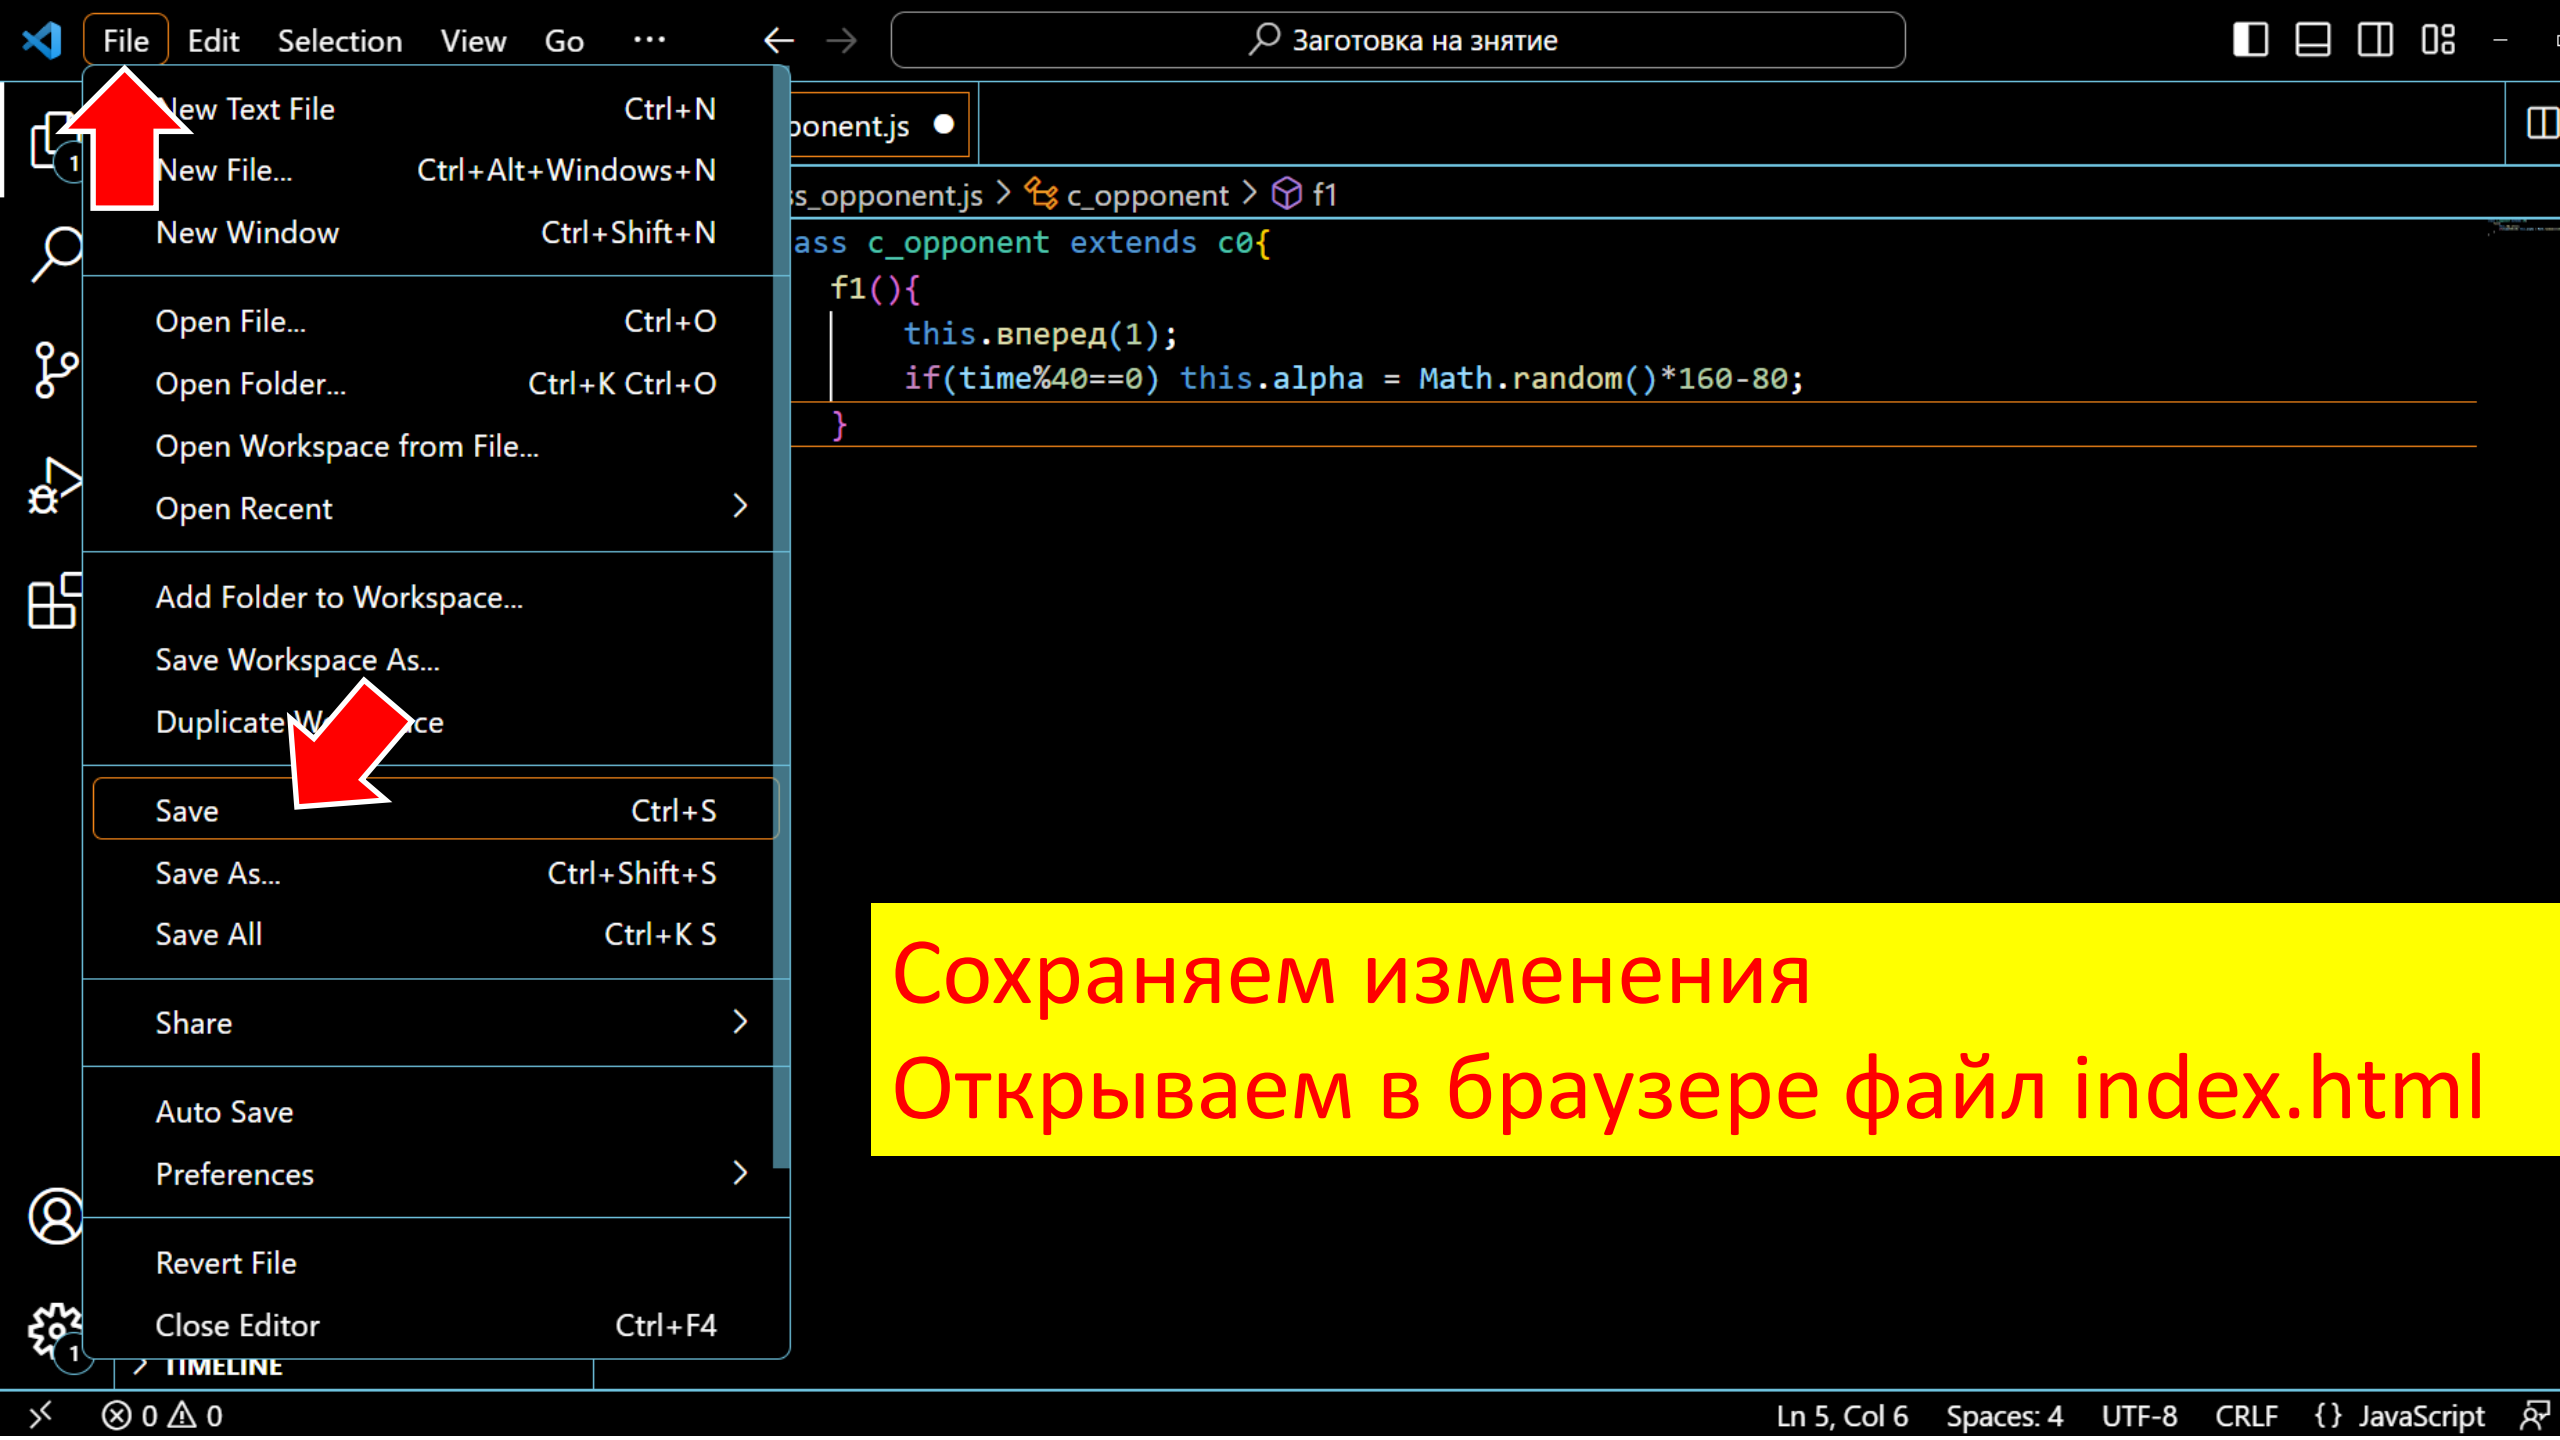 File Edit Selection View Go ··· Заготовка на знятие
New Text File Ctrl+N
New File... Ctrl+Alt+Windows+N
New Window Ctrl+Shift+N
Open File... Ctrl+O
Open Folder... Ctrl+K Ctrl+O
Open Workspace from File...
Open Recent
Add Folder to Workspace...
Save Workspace As...
Duplicate
Save Ctrl+S
Save As... Ctrl+Shift+S
Save All Ctrl+K S
Share
Auto Save
Preferences
Revert File
Close Editor Ctrl+F4
TIMELINE
1
1
ponent.js
ss_opponent.js > c_opponent > f1
ass c_opponent extends c0{
f1(){
this.вперед(1);
if(time%40==0) this.alpha = Math.random()*160-80;
}
Сохраняем изменения
Открываем в браузере файл index.html
0 0 Ln 5, Col 6 Spaces: 4 UTF-8 CRLF {} JavaScript